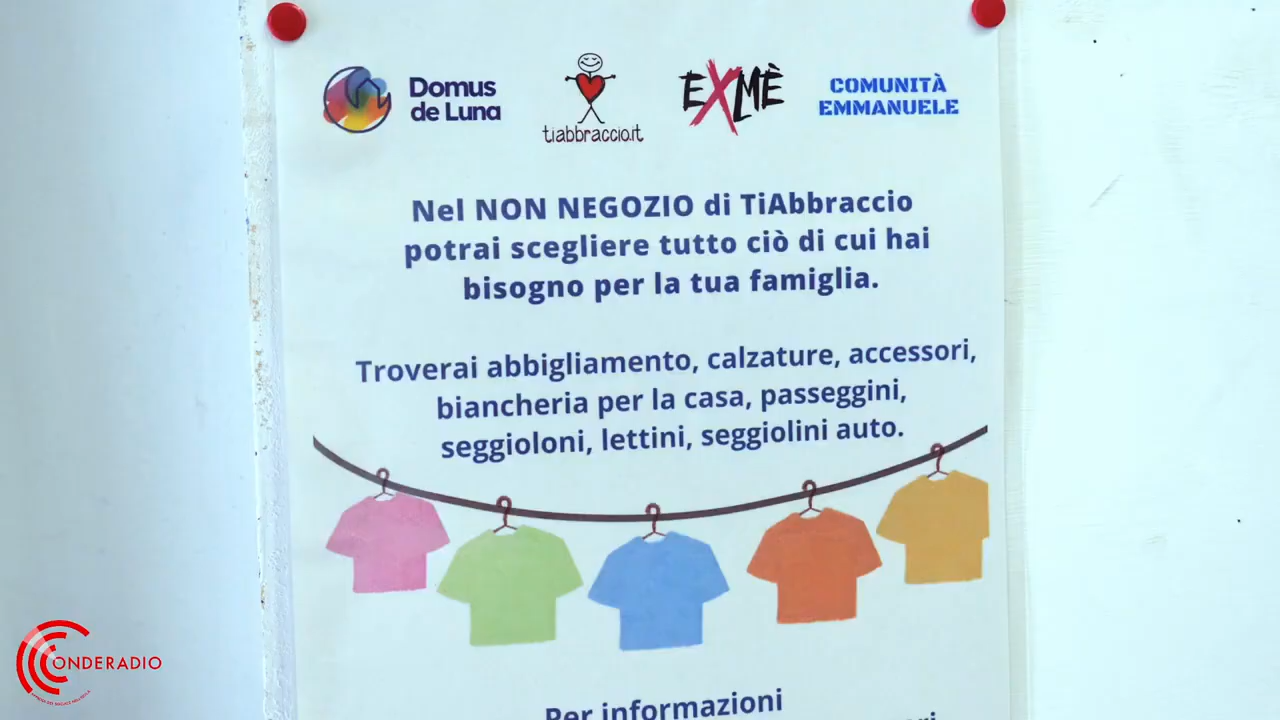 Domus
de Luna
tiabbraccio.it
EXMÈ
COMUNITÀ
EMMANUELE
Nel NON NEGOZIO di TiAbbraccio
potrai scegliere tutto ciò di cui hai
bisogno per la tua famiglia.
Troverai abbigliamento, calzature, accessori,
biancheria per la casa, passeggini,
seggioloni, lettini, seggiolini auto.
Per informazioni
ONDERADIO